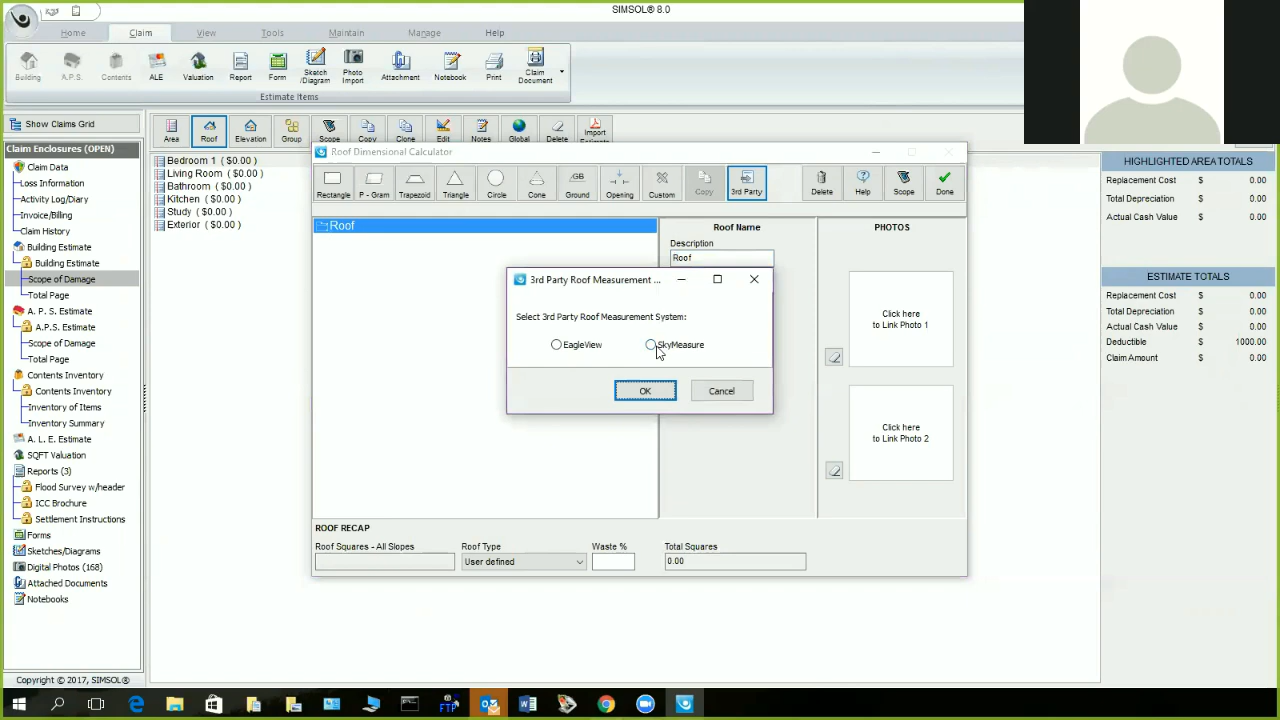 SIMSOL® 8.0
Home Claim View Tools Maintain Manage Help
Building A.P.S. Contents ALE Valuation Report Form Sketch /Diagram Photo Import Attachment Notebook Print Claim Document
Estimate Items
Show Claims Grid
Area Roof Elevation Group Scope Copy Clone Edit Notes Global Delete Import
Claim Enclosures (OPEN)
Claim Data
Loss Information
Activity Log/Diary
Invoice/Billing
Claim History
Building Estimate
Building Estimate
Scope of Damage
Total Page
A. P. S. Estimate
A.P.S. Estimate
Scope of Damage
Total Page
Contents Inventory
Contents Inventory
Inventory of Items
Inventory Summary
A. L. E. Estimate
SQFT Valuation
Reports (3)
Flood Survey w/header
ICC Brochure
Settlement Instructions
Forms
Sketches/Diagrams
Digital Photos (168)
Attached Documents
Notebooks
Copyright © 2017, SIMSOL®
Bedroom 1 ($0.00 )
Living Room ($0.00 )
Bathroom ($0.00 )
Kitchen ($0.00 )
Study ($0.00 )
Exterior ($0.00 )
Roof Dimensional Calculator
Rectangle P - Gram Trapezoid Triangle Circle Cone GB Ground Opening Custom Copy 3rd Party Delete Help Scope Done
Roof
Roof Name
Description
Roof
PHOTOS
Click here
to Link Photo 1
Click here
to Link Photo 2
3rd Party Roof Measurement ...
Select 3rd Party Roof Measurement System:
EagleView SkyMeasure
OK Cancel
ROOF RECAP
Roof Squares - All Slopes Roof Type Waste % Total Squares
User defined 0.00
HIGHLIGHTED AREA TOTALS
Replacement Cost $ 0.00
Total Depreciation $ 0.00
Actual Cash Value $ 0.00
ESTIMATE TOTALS
Replacement Cost $ 0.00
Total Depreciation $ 0.00
Actual Cash Value $ 0.00
Deductible $ 1000.00
Claim Amount $ 0.00
FTP